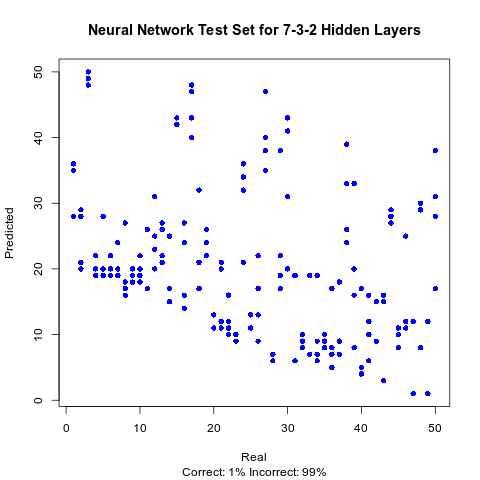 Neural Network Test Set for 7-3-2 Hidden Layers
Predicted
50
40
30
20
10
0
0 10 20 30 40 50
Real
Correct: 1% Incorrect: 99%